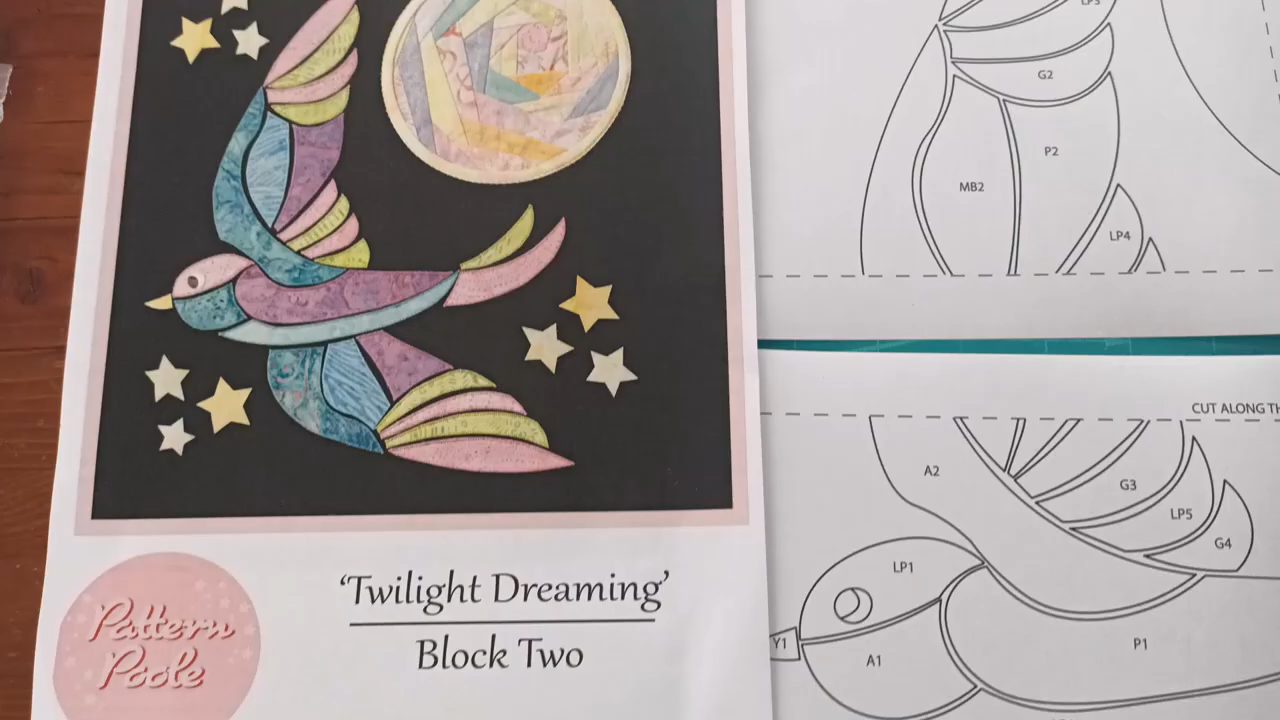 'Twilight Dreaming'
Block Two
Pattern
Poole
LP3
G2
P2
MB2
LP4
CUT ALONG TH
A2
G3
LP5
G4
LP1
Y1
A1
P1